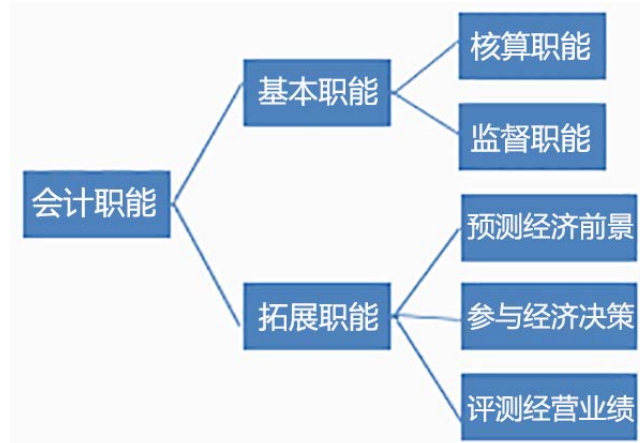 会计职能
基本职能
核算职能
监督职能
拓展职能
预测经济前景
参与经济决策
评测经营业绩